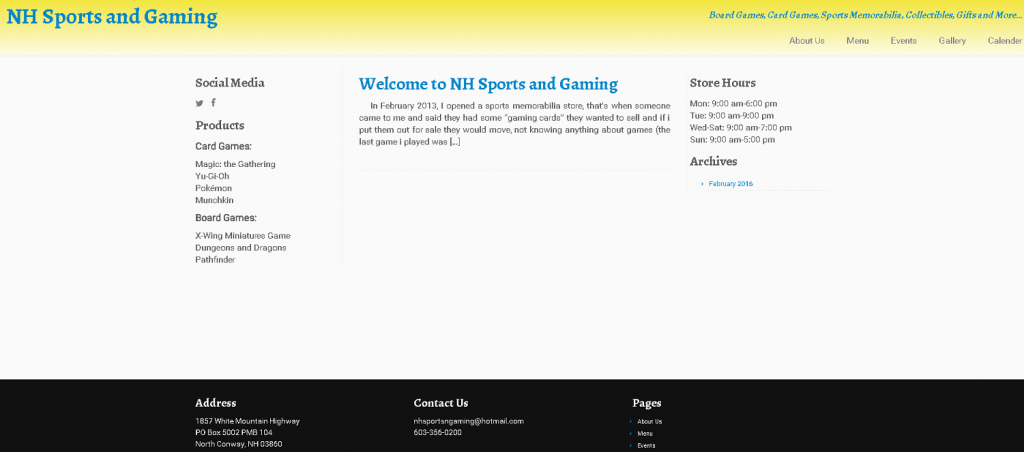 NH Sports and Gaming
Board Games, Card Games, Sports Memorabilia, Collectibles, Gifts and More...
About Us Menu Events Gallery Calender
Social Media
Products
Card Games:
Magic: the Gathering
Yu-Gi-Oh
Pokémon
Munchkin
Board Games:
X-Wing Miniatures Game
Dungeons and Dragons
Pathfinder
Welcome to NH Sports and Gaming
In February 2013, I opened a sports memorabilia store, that's when someone
came to me and said they had some "gaming cards" they wanted to sell and if i
put them out for sale they would move, not knowing anything about games (the
last game i played was [...]
Store Hours
Mon: 9:00 am-6:00 pm
Tue: 9:00 am-9:00 pm
Wed-Sat: 9:00 am-7:00 pm
Sun: 9:00 am-5:00 pm
Archives
February 2016
Address
1857 White Mountain Highway
PO Box 5002 PMB 104
North Conway, NH 03860
Contact Us
nhsportsngaming@hotmail.com
603-356-0200
Pages
About Us
Menu
Events